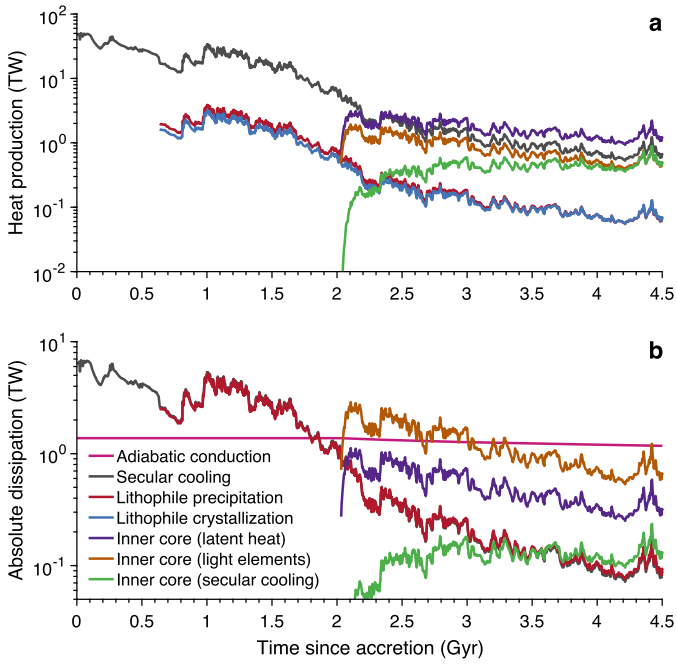 a
Heat production (TW)
10²
10¹
10⁰
10⁻¹
10⁻²
0 0.5 1 1.5 2 2.5 3 3.5 4 4.5
b
Absolute dissipation (TW)
10¹
10⁰
10⁻¹
Adiabatic conduction
Secular cooling
Lithophile precipitation
Lithophile crystallization
Inner core (latent heat)
Inner core (light elements)
Inner core (secular cooling)
0 0.5 1 1.5 2 2.5 3 3.5 4 4.5
Time since accretion (Gyr)